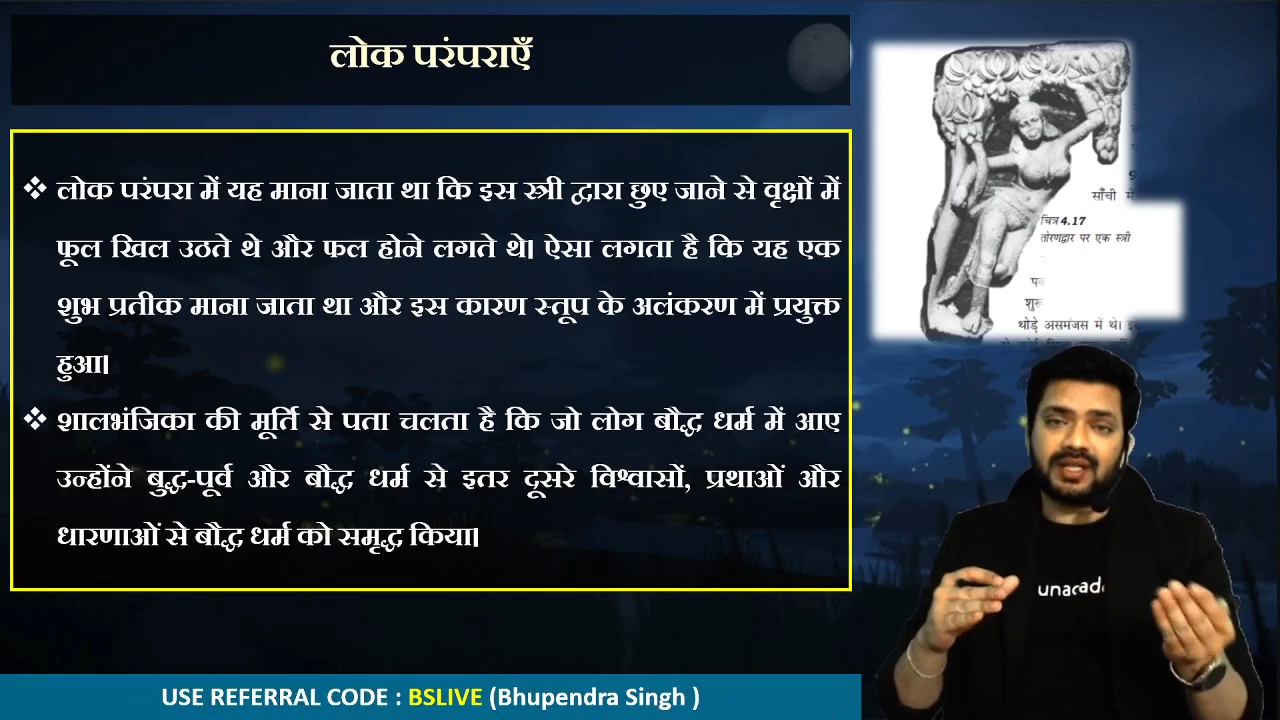 लोक परंपराएँ
❖ लोक परंपरा में यह माना जाता था कि इस स्त्री द्वारा छुए जाने से वृक्षों में
फूल खिल उठते थे और फल होने लगते थे। ऐसा लगता है कि यह एक
शुभ प्रतीक माना जाता था और इस कारण स्तूप के अलंकरण में प्रयुक्त
हुआ।
❖ शालभंजिका की मूर्ति से पता चलता है कि जो लोग बौद्ध धर्म में आए
उन्होंने बुद्ध-पूर्व और बौद्ध धर्म से इतर दूसरे विश्वासों, प्रथाओं और
धारणाओं से बौद्ध धर्म को समृद्ध किया।
साँची में
चित्र 4.17
तोरणद्वार पर एक स्त्री
शुरू
थोड़े असमंजस में थे।
unacade
USE REFERRAL CODE : BSLIVE (Bhupendra Singh )